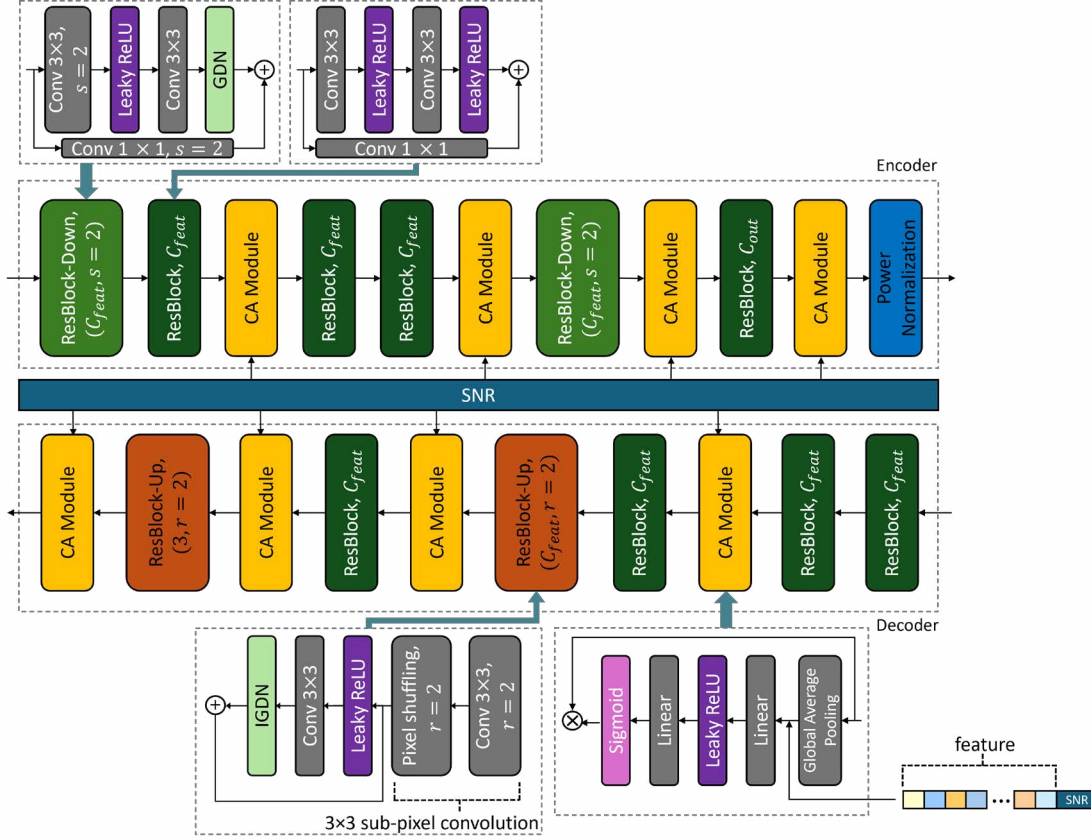 Conv 3×3,
s = 2
Leaky ReLU
Conv 3×3
GDN
Conv 1 × 1, s = 2
Conv 3×3
Leaky ReLU
Conv 3×3
Leaky ReLU
Conv 1 × 1
Encoder
ResBlock-Down,
(C_feat, s = 2)
ResBlock, C_feat
CA Module
ResBlock, C_feat
ResBlock, C_feat
CA Module
ResBlock-Down,
(C_feat, s = 2)
CA Module
ResBlock, C_out
CA Module
Power
Normalization
SNR
CA Module
ResBlock-Up,
(3, r = 2)
CA Module
ResBlock, C_feat
CA Module
ResBlock-Up,
(C_feat, r = 2)
ResBlock, C_feat
CA Module
ResBlock, C_feat
ResBlock, C_feat
Decoder
IGDN
Conv 3×3
Leaky ReLU
Pixel shuffling,
r = 2
Conv 3×3,
r = 2
3×3 sub-pixel convolution
Sigmoid
Linear
Leaky ReLU
Linear
Global Average
Pooling
feature
SNR